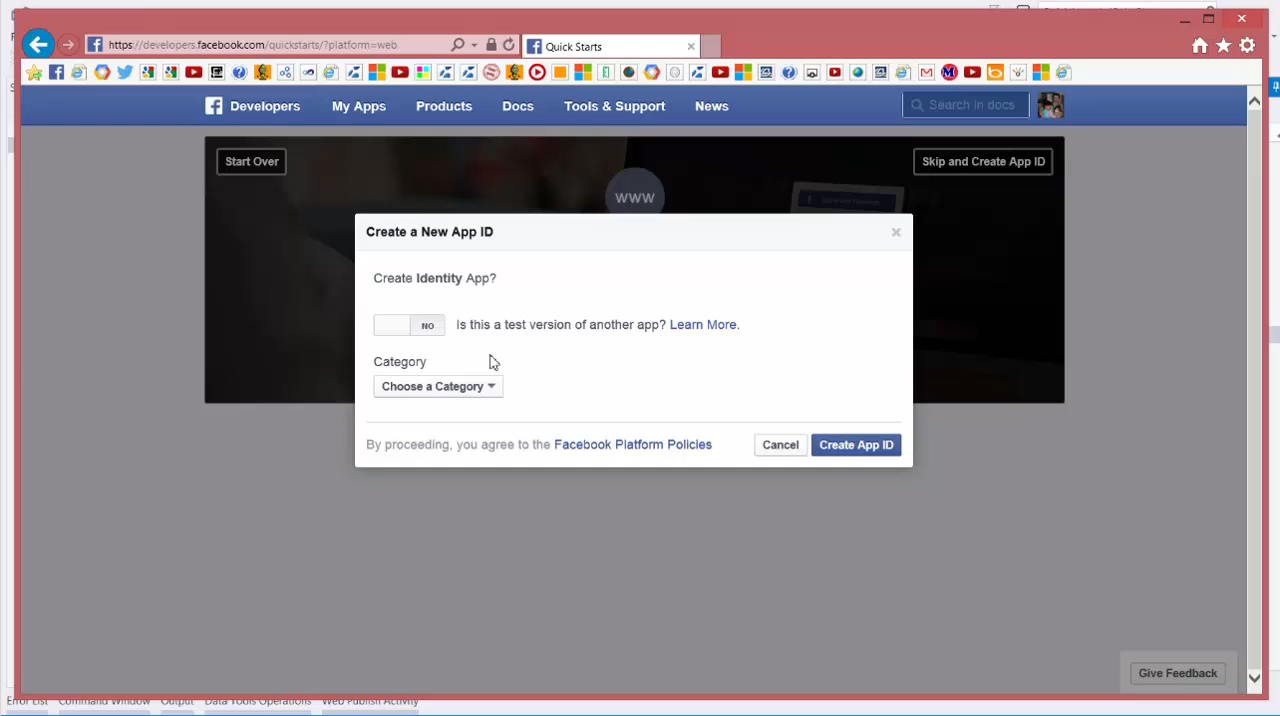 https://developers.facebook.com/quickstarts/?platform=web
Quick Starts
Developers
My Apps
Products
Docs
Tools & Support
News
Search in docs
Start Over
Skip and Create App ID
www
Create a New App ID
Create Identity App?
NO
Is this a test version of another app? Learn More.
Category
Choose a Category
By proceeding, you agree to the Facebook Platform Policies
Cancel
Create App ID
Give Feedback
Error List
Command Window
Output
Data Tools Operations
Web Publish Activity